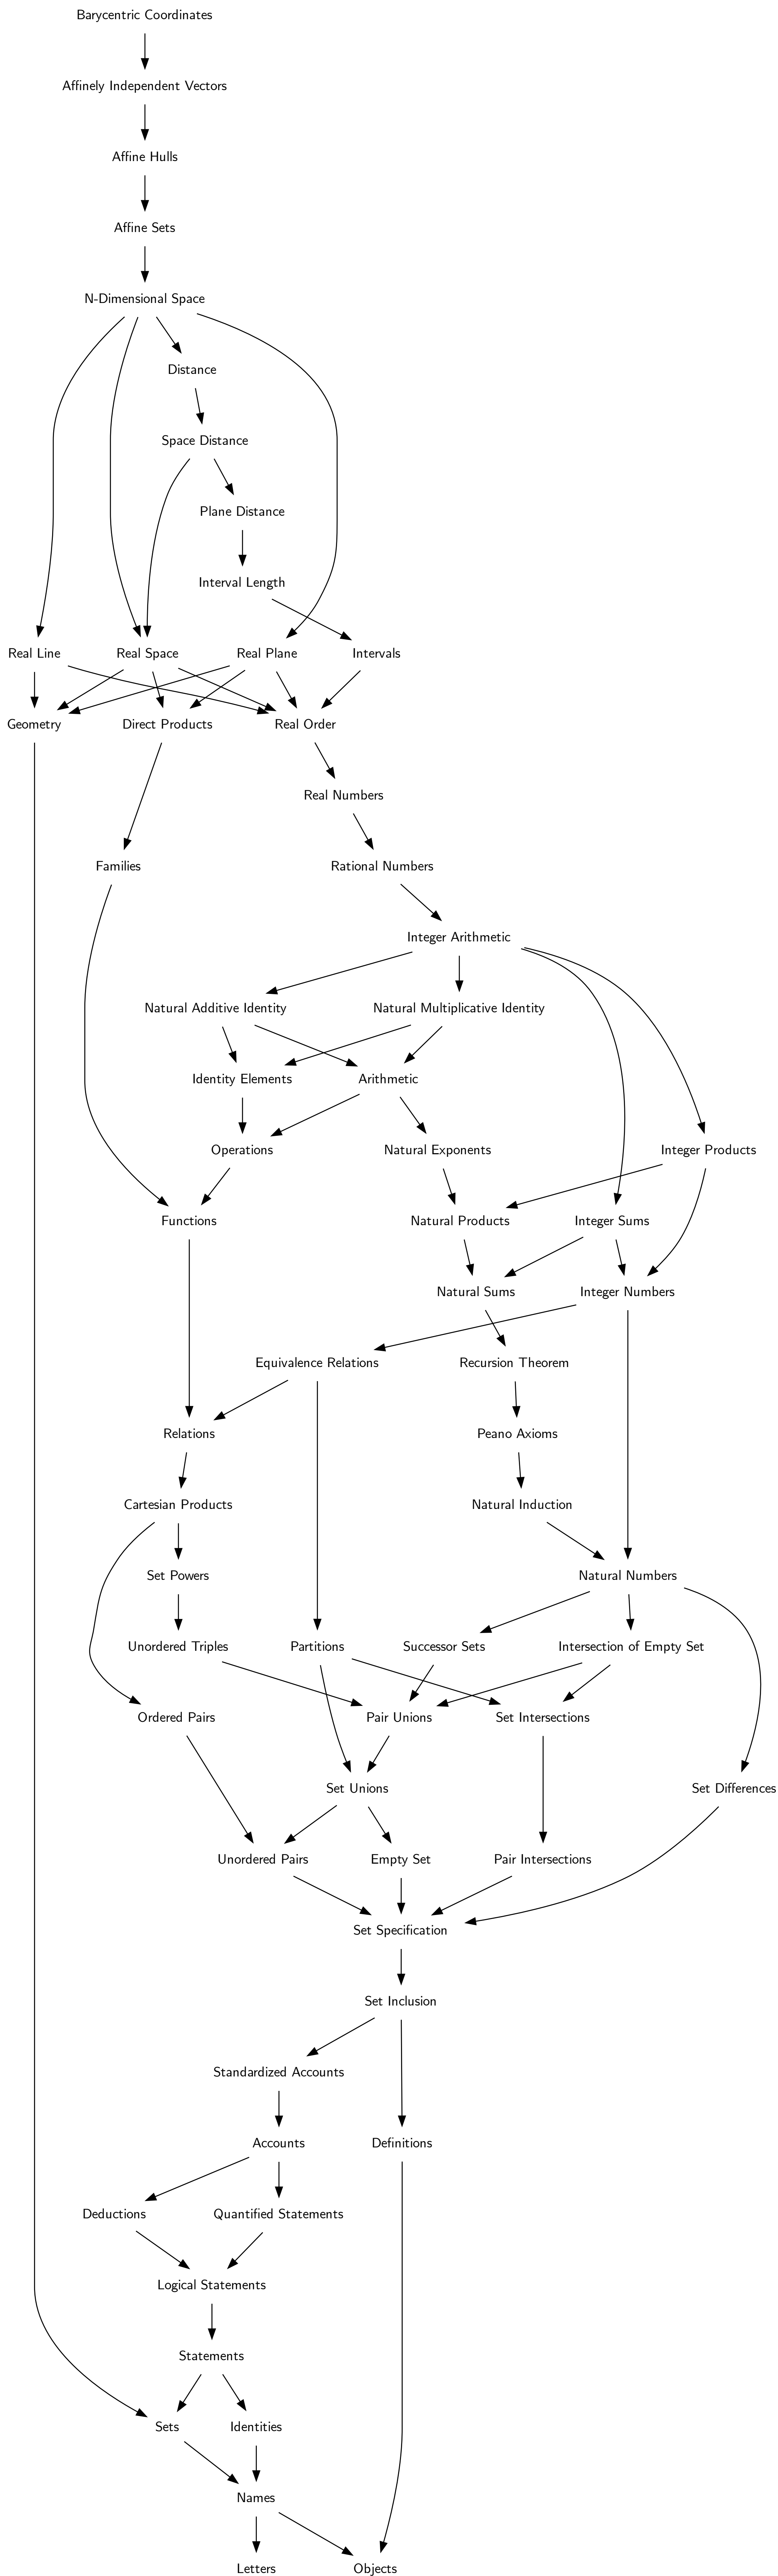 Barycentric Coordinates
Affinely Independent Vectors
Affine Hulls
Affine Sets
N-Dimensional Space
Distance
Space Distance
Plane Distance
Interval Length
Real Line
Real Space
Real Plane
Intervals
Geometry
Direct Products
Real Order
Real Numbers
Families
Rational Numbers
Integer Arithmetic
Natural Additive Identity
Natural Multiplicative Identity
Identity Elements
Arithmetic
Operations
Natural Exponents
Integer Products
Functions
Natural Products
Integer Sums
Natural Sums
Integer Numbers
Equivalence Relations
Recursion Theorem
Relations
Peano Axioms
Cartesian Products
Natural Induction
Set Powers
Natural Numbers
Unordered Triples
Partitions
Successor Sets
Intersection of Empty Set
Ordered Pairs
Pair Unions
Set Intersections
Set Unions
Set Differences
Unordered Pairs
Empty Set
Pair Intersections
Set Specification
Set Inclusion
Standardized Accounts
Accounts
Definitions
Deductions
Quantified Statements
Logical Statements
Statements
Sets
Identities
Names
Letters
Objects